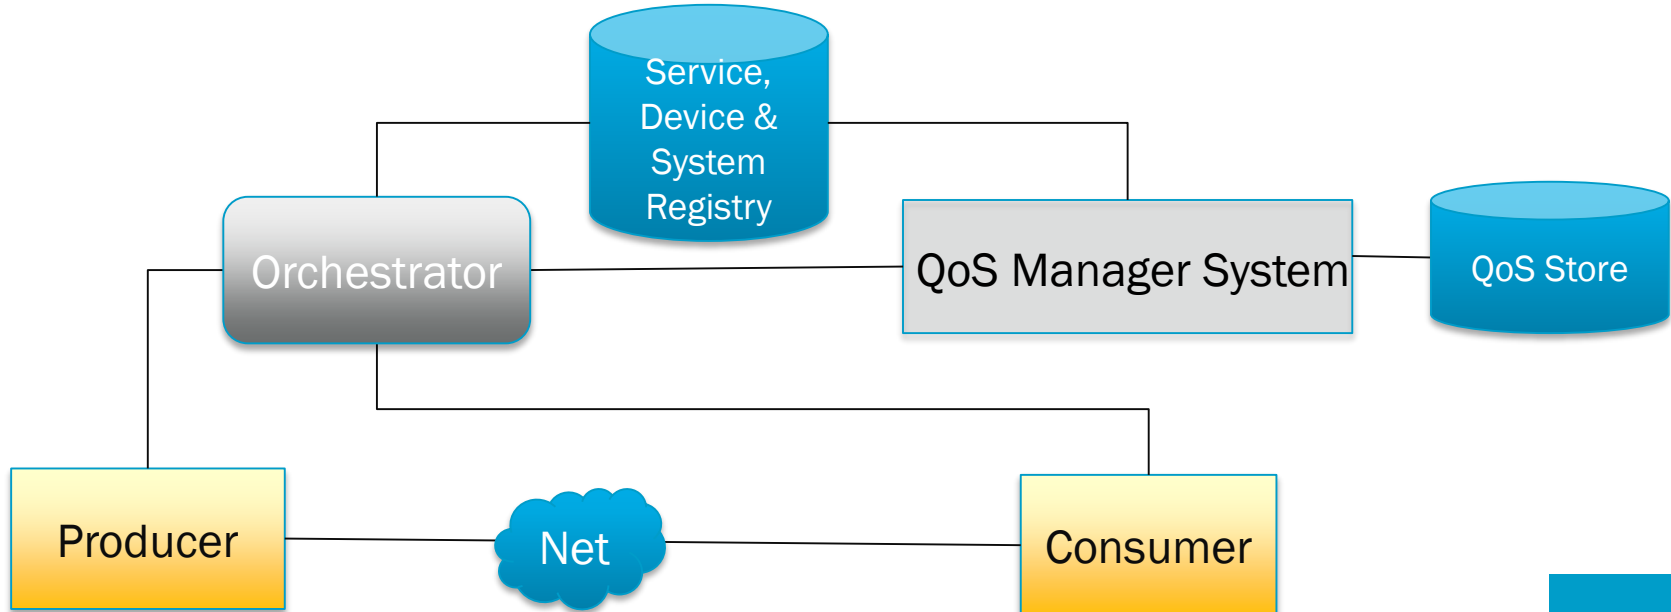 Service,
Device &
System
Registry
Orchestrator
QoS Manager System
QoS Store
Producer
Net
Consumer